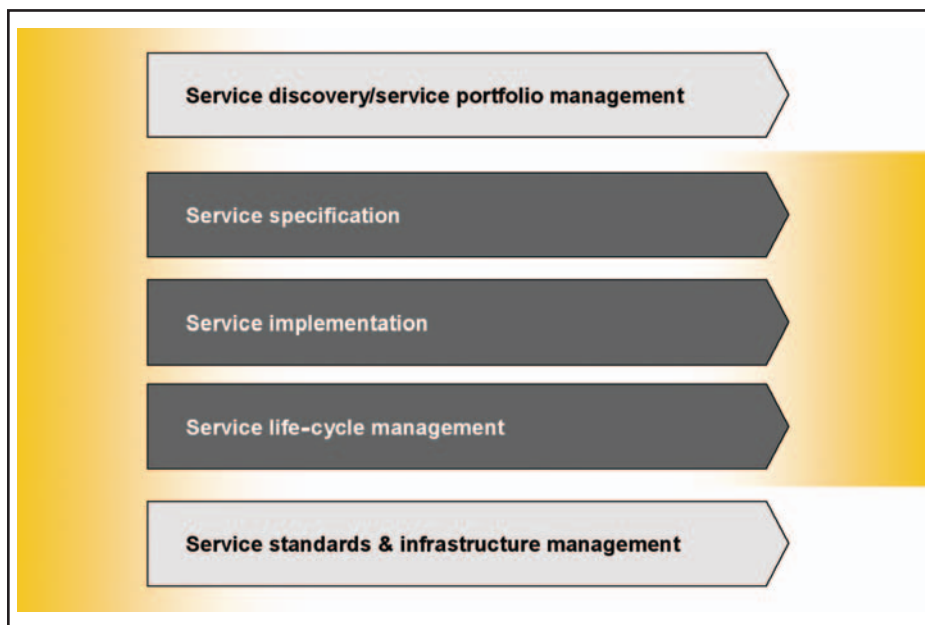 Service discovery/service portfolio management
Service specification
Service implementation
Service life-cycle management
Service standards & infrastructure management